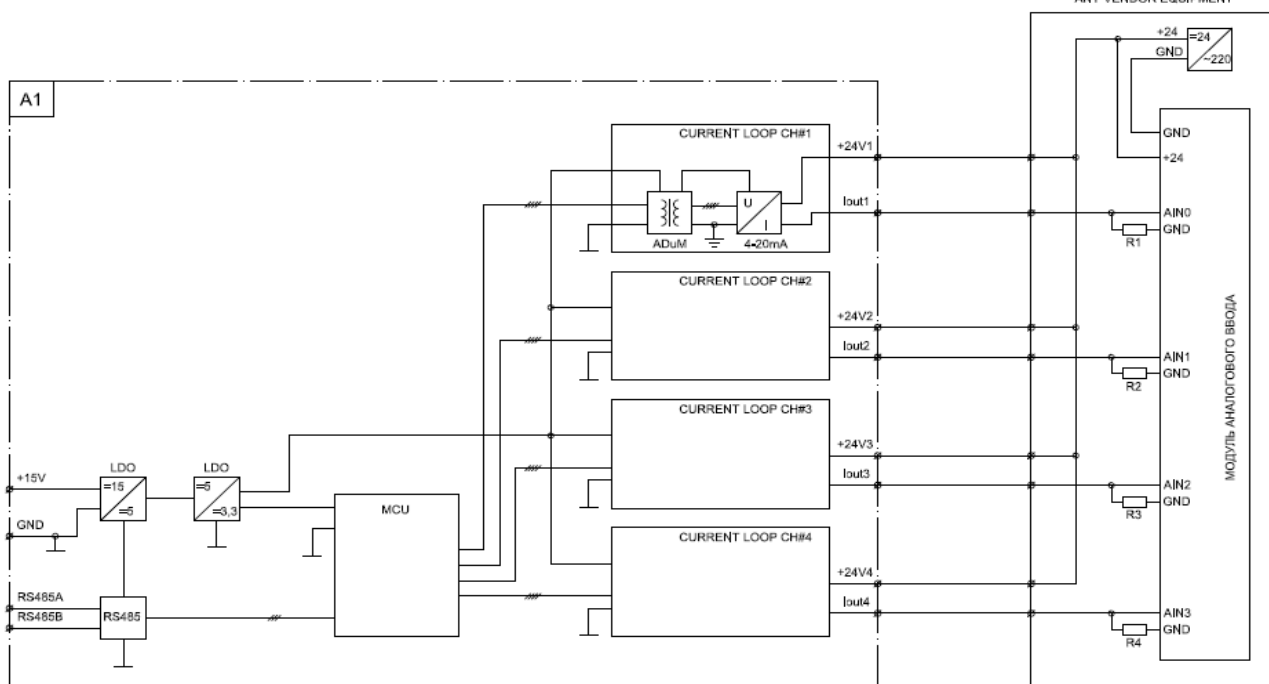 ANY VENDOR EQUIPMENT
+24
GND
=24
~220
A1
CURRENT LOOP CH#1
+24V1
Iout1
U
I
ADuM
4-20mA
GND
+24
AIN0
GND
R1
CURRENT LOOP CH#2
+24V2
Iout2
AIN1
GND
R2
МОДУЛЬ АНАЛОГОВОГО ВВОДА
CURRENT LOOP CH#3
+24V3
Iout3
AIN2
GND
R3
+15V
LDO
=15
=5
LDO
=5
=3,3
GND
MCU
CURRENT LOOP CH#4
+24V4
Iout4
AIN3
GND
R4
RS485A
RS485B
RS485